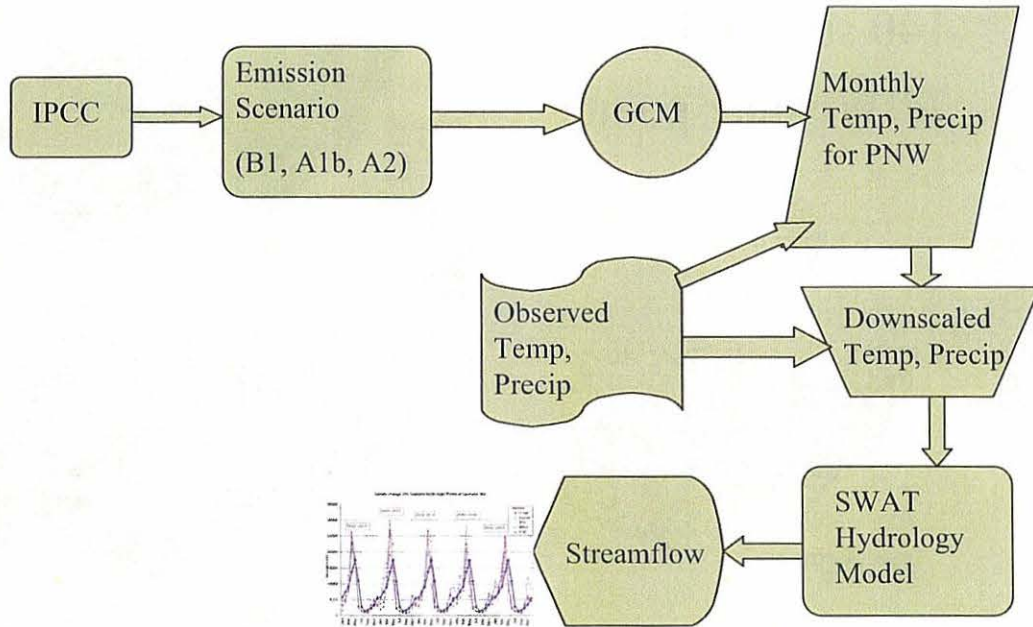 IPCC
Emission
Scenario
(B1, A1b, A2)
GCM
Monthly
Temp, Precip
for PNW
Observed
Temp,
Precip
Downscaled
Temp, Precip
SWAT
Hydrology
Model
Streamflow